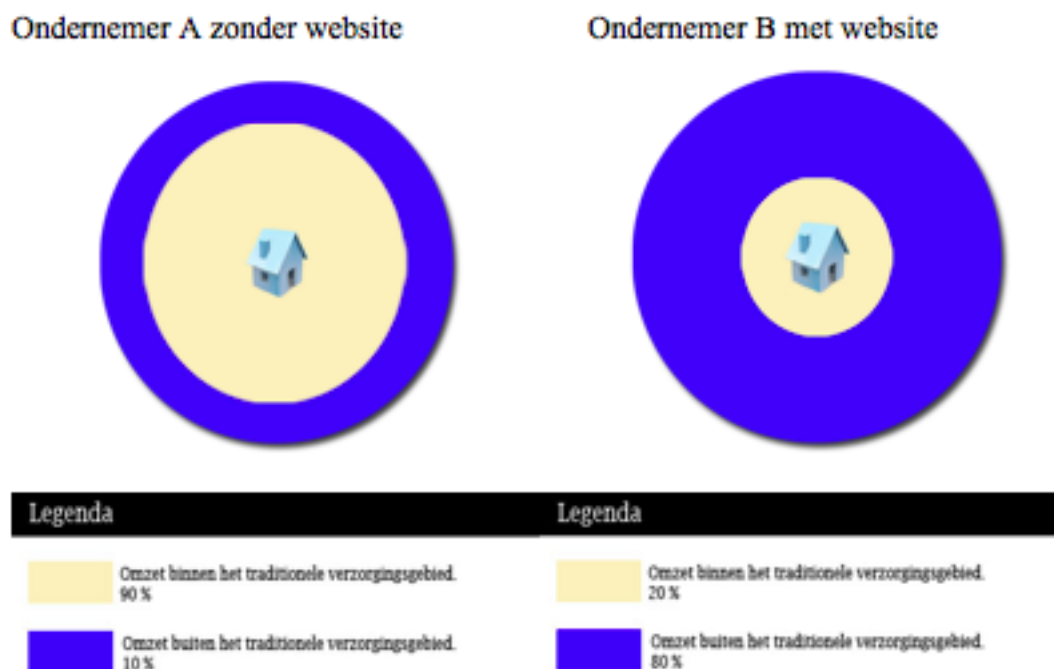 Ondernemer A zonder website
Ondernemer B met website
Legenda
Omzet binnen het traditionele verzorgingsgebied.
90 %
Omzet buiten het traditionele verzorgingsgebied.
10 %
Legenda
Omzet binnen het traditionele verzorgingsgebied.
20 %
Omzet buiten het traditionele verzorgingsgebied.
80 %